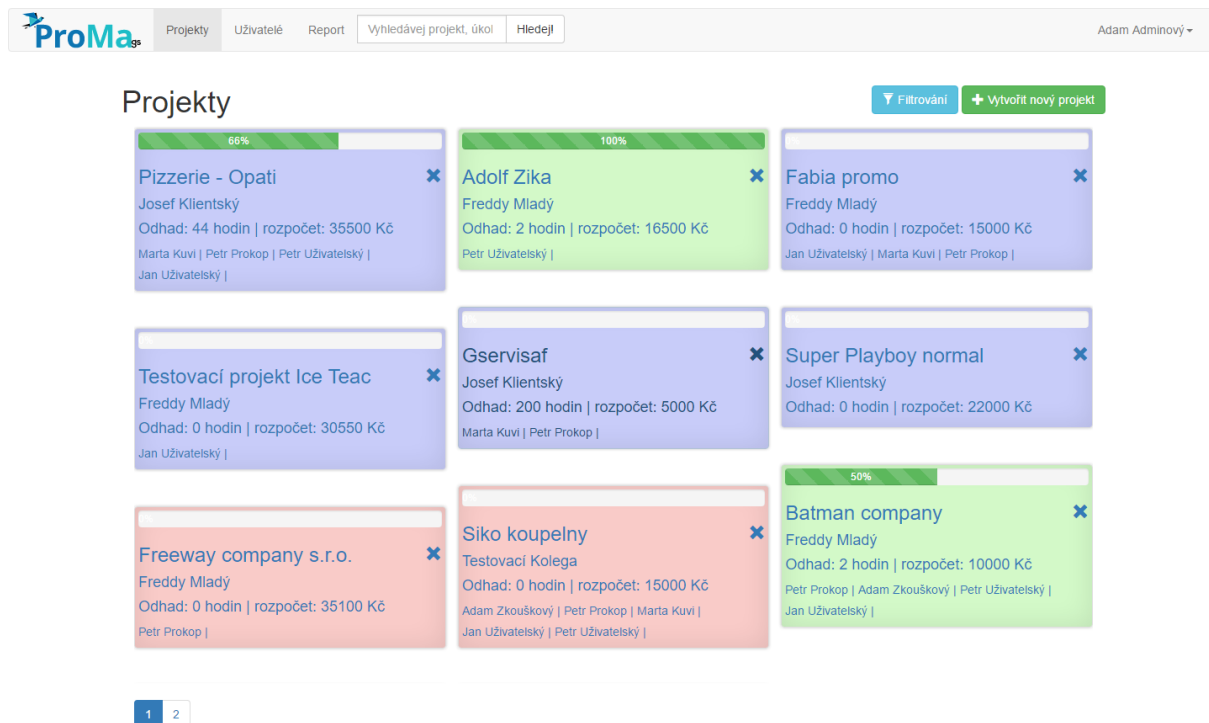 ProMa.gs
Projekty
Uživatelé
Report
Vyhledávej projekt, úkol
Hledej!
Adam Adminový
Projekty
Filtrování
Vytvořit nový projekt
66%
Pizzerie - Opati
Josef Klientský
Odhad: 44 hodin | rozpočet: 35500 Kč
Marta Kuvi | Petr Prokop | Petr Uživatelský |
Jan Uživatelský |
100%
Adolf Zika
Freddy Mladý
Odhad: 2 hodin | rozpočet: 16500 Kč
Petr Uživatelský |
Fabia promo
Freddy Mladý
Odhad: 0 hodin | rozpočet: 15000 Kč
Jan Uživatelský | Marta Kuvi | Petr Prokop |
Testovací projekt Ice Teac
Freddy Mladý
Odhad: 0 hodin | rozpočet: 30550 Kč
Jan Uživatelský |
Gservisaf
Josef Klientský
Odhad: 200 hodin | rozpočet: 5000 Kč
Marta Kuvi | Petr Prokop |
Super Playboy normal
Josef Klientský
Odhad: 0 hodin | rozpočet: 22000 Kč
Freeway company s.r.o.
Freddy Mladý
Odhad: 0 hodin | rozpočet: 35100 Kč
Petr Prokop |
Siko koupelny
Testovací Kolega
Odhad: 0 hodin | rozpočet: 15000 Kč
Adam Zkouškový | Petr Prokop | Marta Kuvi |
Jan Uživatelský | Petr Uživatelský |
50%
Batman company
Freddy Mladý
Odhad: 2 hodin | rozpočet: 10000 Kč
Petr Prokop | Adam Zkouškový | Petr Uživatelský |
Jan Uživatelský |
1
2